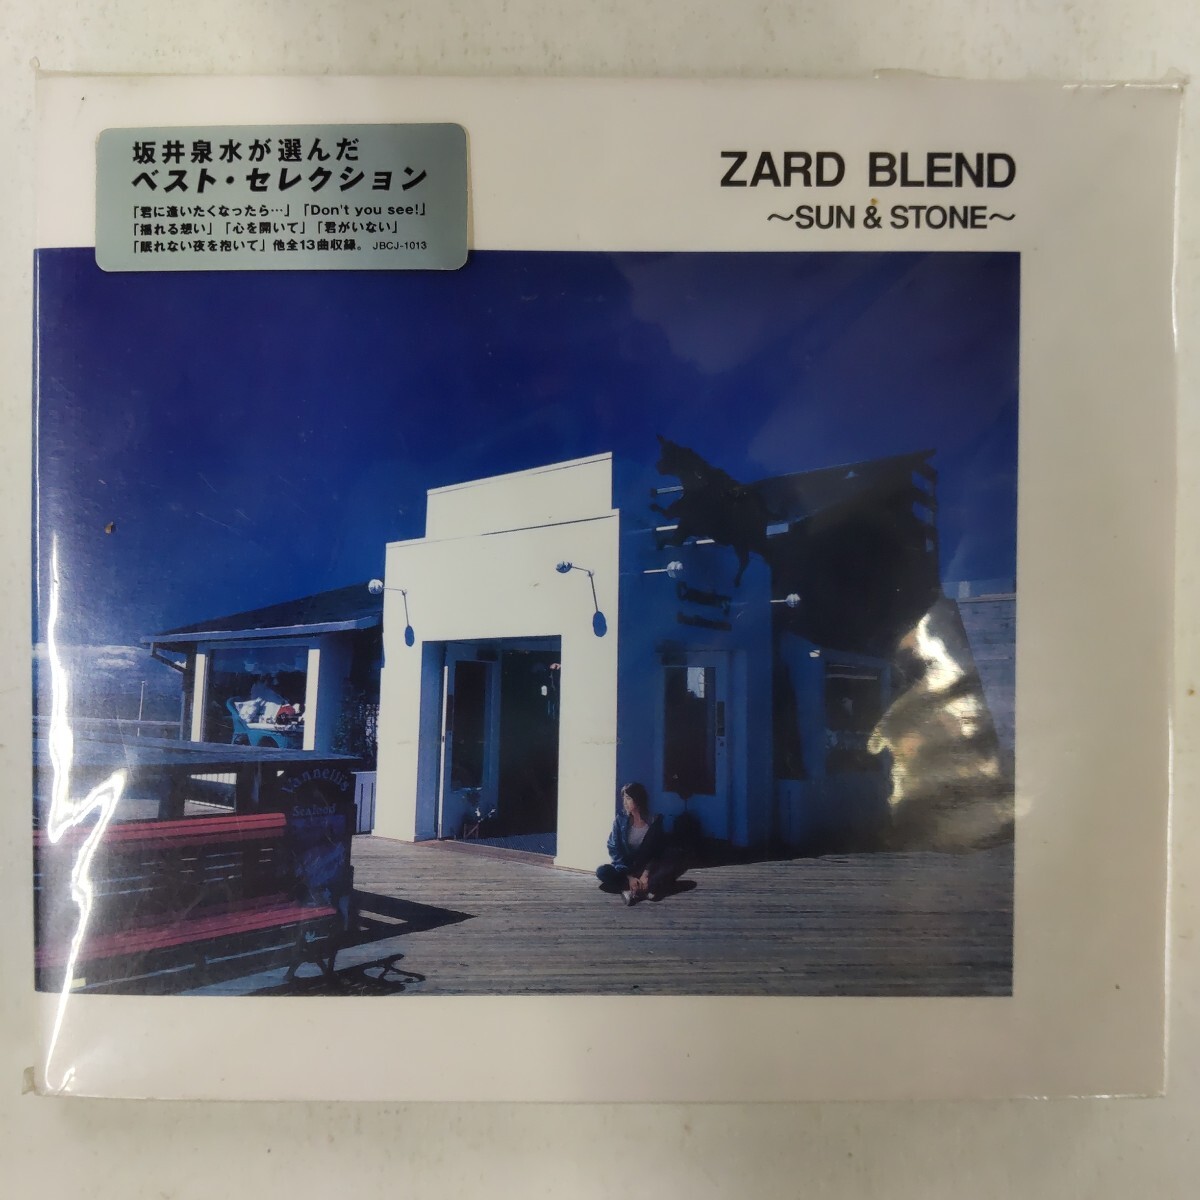 坂井泉水が選んだ
ベスト・セレクション
「君に逢いたくなったら…」「Don't you see!」
「揺れる想い」「心を開いて」「君がいない」
「眠れない夜を抱いて」他全13曲収録。 JBCJ-1013
ZARD BLEND
～SUN & STONE～
Vannelli's
Seafood